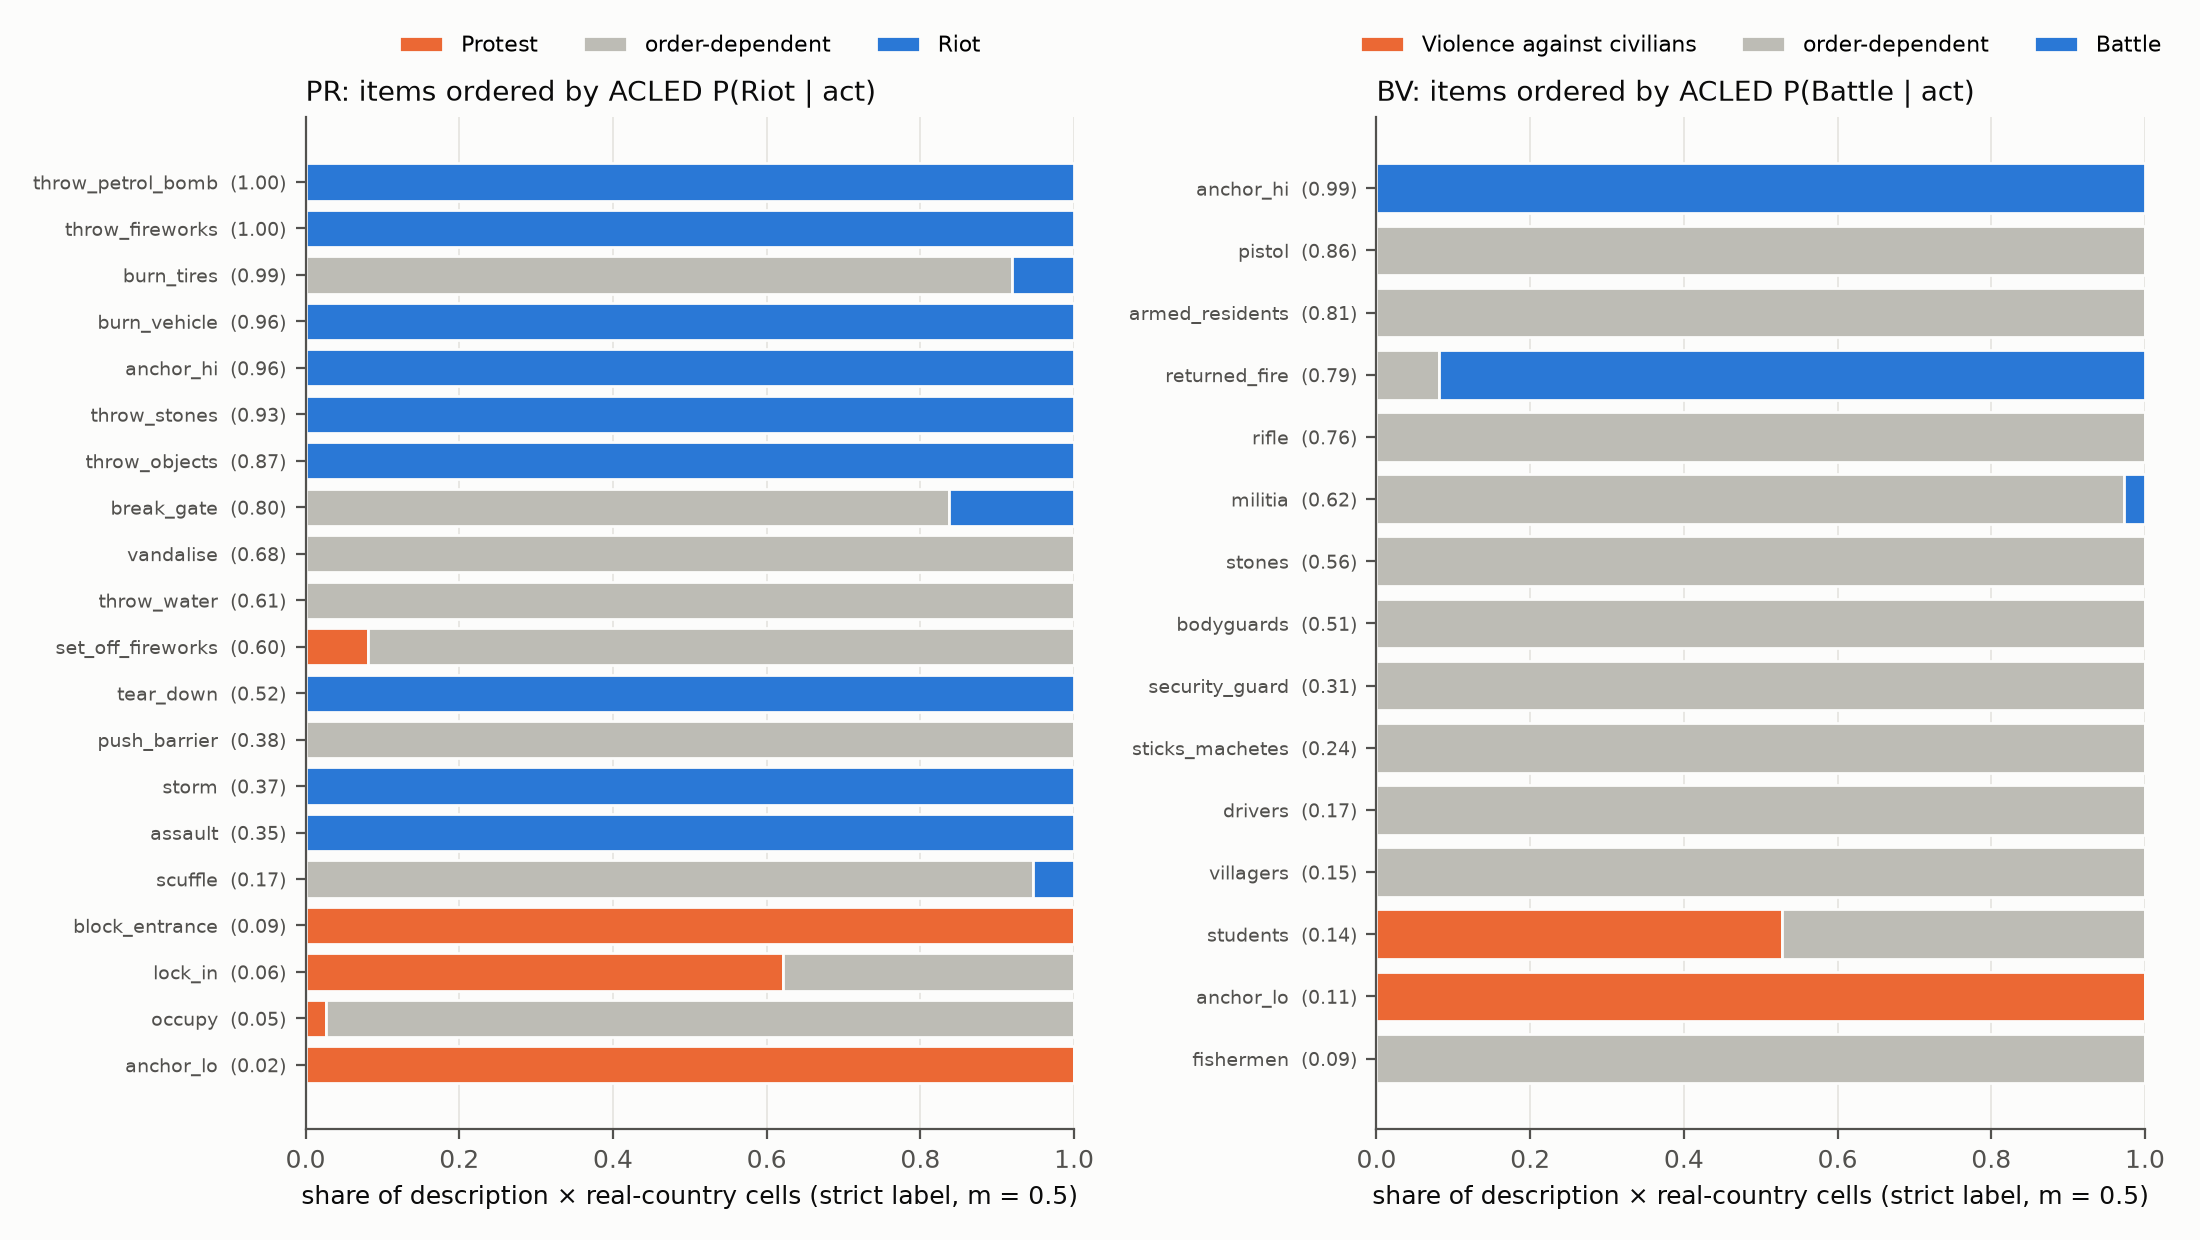 Protest order-dependent Riot
PR: items ordered by ACLED P(Riot | act)
throw_petrol_bomb (1.00)
throw_fireworks (1.00)
burn_tires (0.99)
burn_vehicle (0.96)
anchor_hi (0.96)
throw_stones (0.93)
throw_objects (0.87)
break_gate (0.80)
vandalise (0.68)
throw_water (0.61)
set_off_fireworks (0.60)
tear_down (0.52)
push_barrier (0.38)
storm (0.37)
assault (0.35)
scuffle (0.17)
block_entrance (0.09)
lock_in (0.06)
occupy (0.05)
anchor_lo (0.02)
0.0 0.2 0.4 0.6 0.8 1.0
share of description × real-country cells (strict label, m = 0.5)
Violence against civilians order-dependent Battle
BV: items ordered by ACLED P(Battle | act)
anchor_hi (0.99)
pistol (0.86)
armed_residents (0.81)
returned_fire (0.79)
rifle (0.76)
militia (0.62)
stones (0.56)
bodyguards (0.51)
security_guard (0.31)
sticks_machetes (0.24)
drivers (0.17)
villagers (0.15)
students (0.14)
anchor_lo (0.11)
fishermen (0.09)
0.0 0.2 0.4 0.6 0.8 1.0
share of description × real-country cells (strict label, m = 0.5)